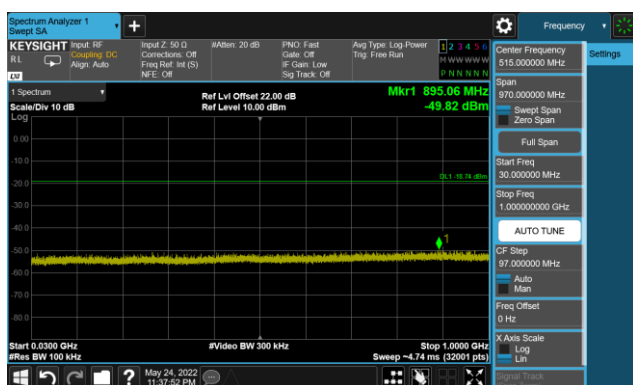 Spectrum Analyzer 1
Swept SA
Frequency
KEYSIGHT
Input: RF
Coupling: DC
Align: Auto
RL
Input Z: 50 Ω
Corrections: Off
Freq Ref: Int (S)
NFE: Off
#Atten: 20 dB
PNO: Fast
Gate: Off
IF Gain: Low
Sig Track: Off
Avg Type: Log-Power
Trig: Free Run
1 2 3 4 5 6
M W W W W W
P N N N N N
Settings
Center Frequency
515.000000 MHz
Span
970.000000 MHz
Swept Span
Zero Span
Full Span
Start Freq
30.000000 MHz
Stop Freq
1.000000000 GHz
AUTO TUNE
CF Step
97.000000 MHz
Auto
Man
Freq Offset
0 Hz
X Axis Scale
Log
Lin
Signal Track
1 Spectrum
Scale/Div 10 dB
Log
Ref Lvl Offset 22.00 dB
Ref Level 10.00 dBm
Mkr1 895.06 MHz
-49.82 dBm
0.00
-10.0
-20.0
-30.0
-40.0
-50.0
-60.0
-70.0
-80.0
DL1 -18.74 dBm
1
Start 0.0300 GHz
#Res BW 100 kHz
#Video BW 300 kHz
Stop 1.0000 GHz
Sweep ~4.74 ms (32001 pts)
May 24, 2022
11:37:52 PM